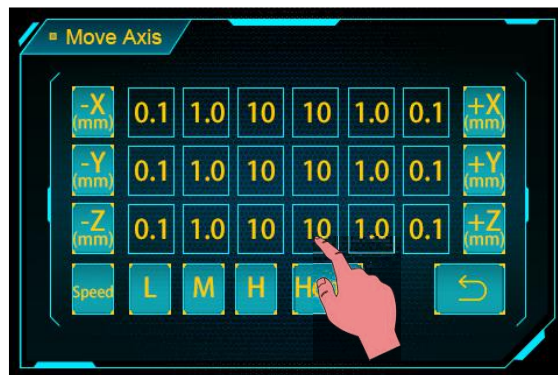 Move Axis
-X (mm) 0.1 1.0 10 10 1.0 0.1 +X (mm)
-Y (mm) 0.1 1.0 10 10 1.0 0.1 +Y (mm)
-Z (mm) 0.1 1.0 10 10 1.0 0.1 +Z (mm)
Speed L M H